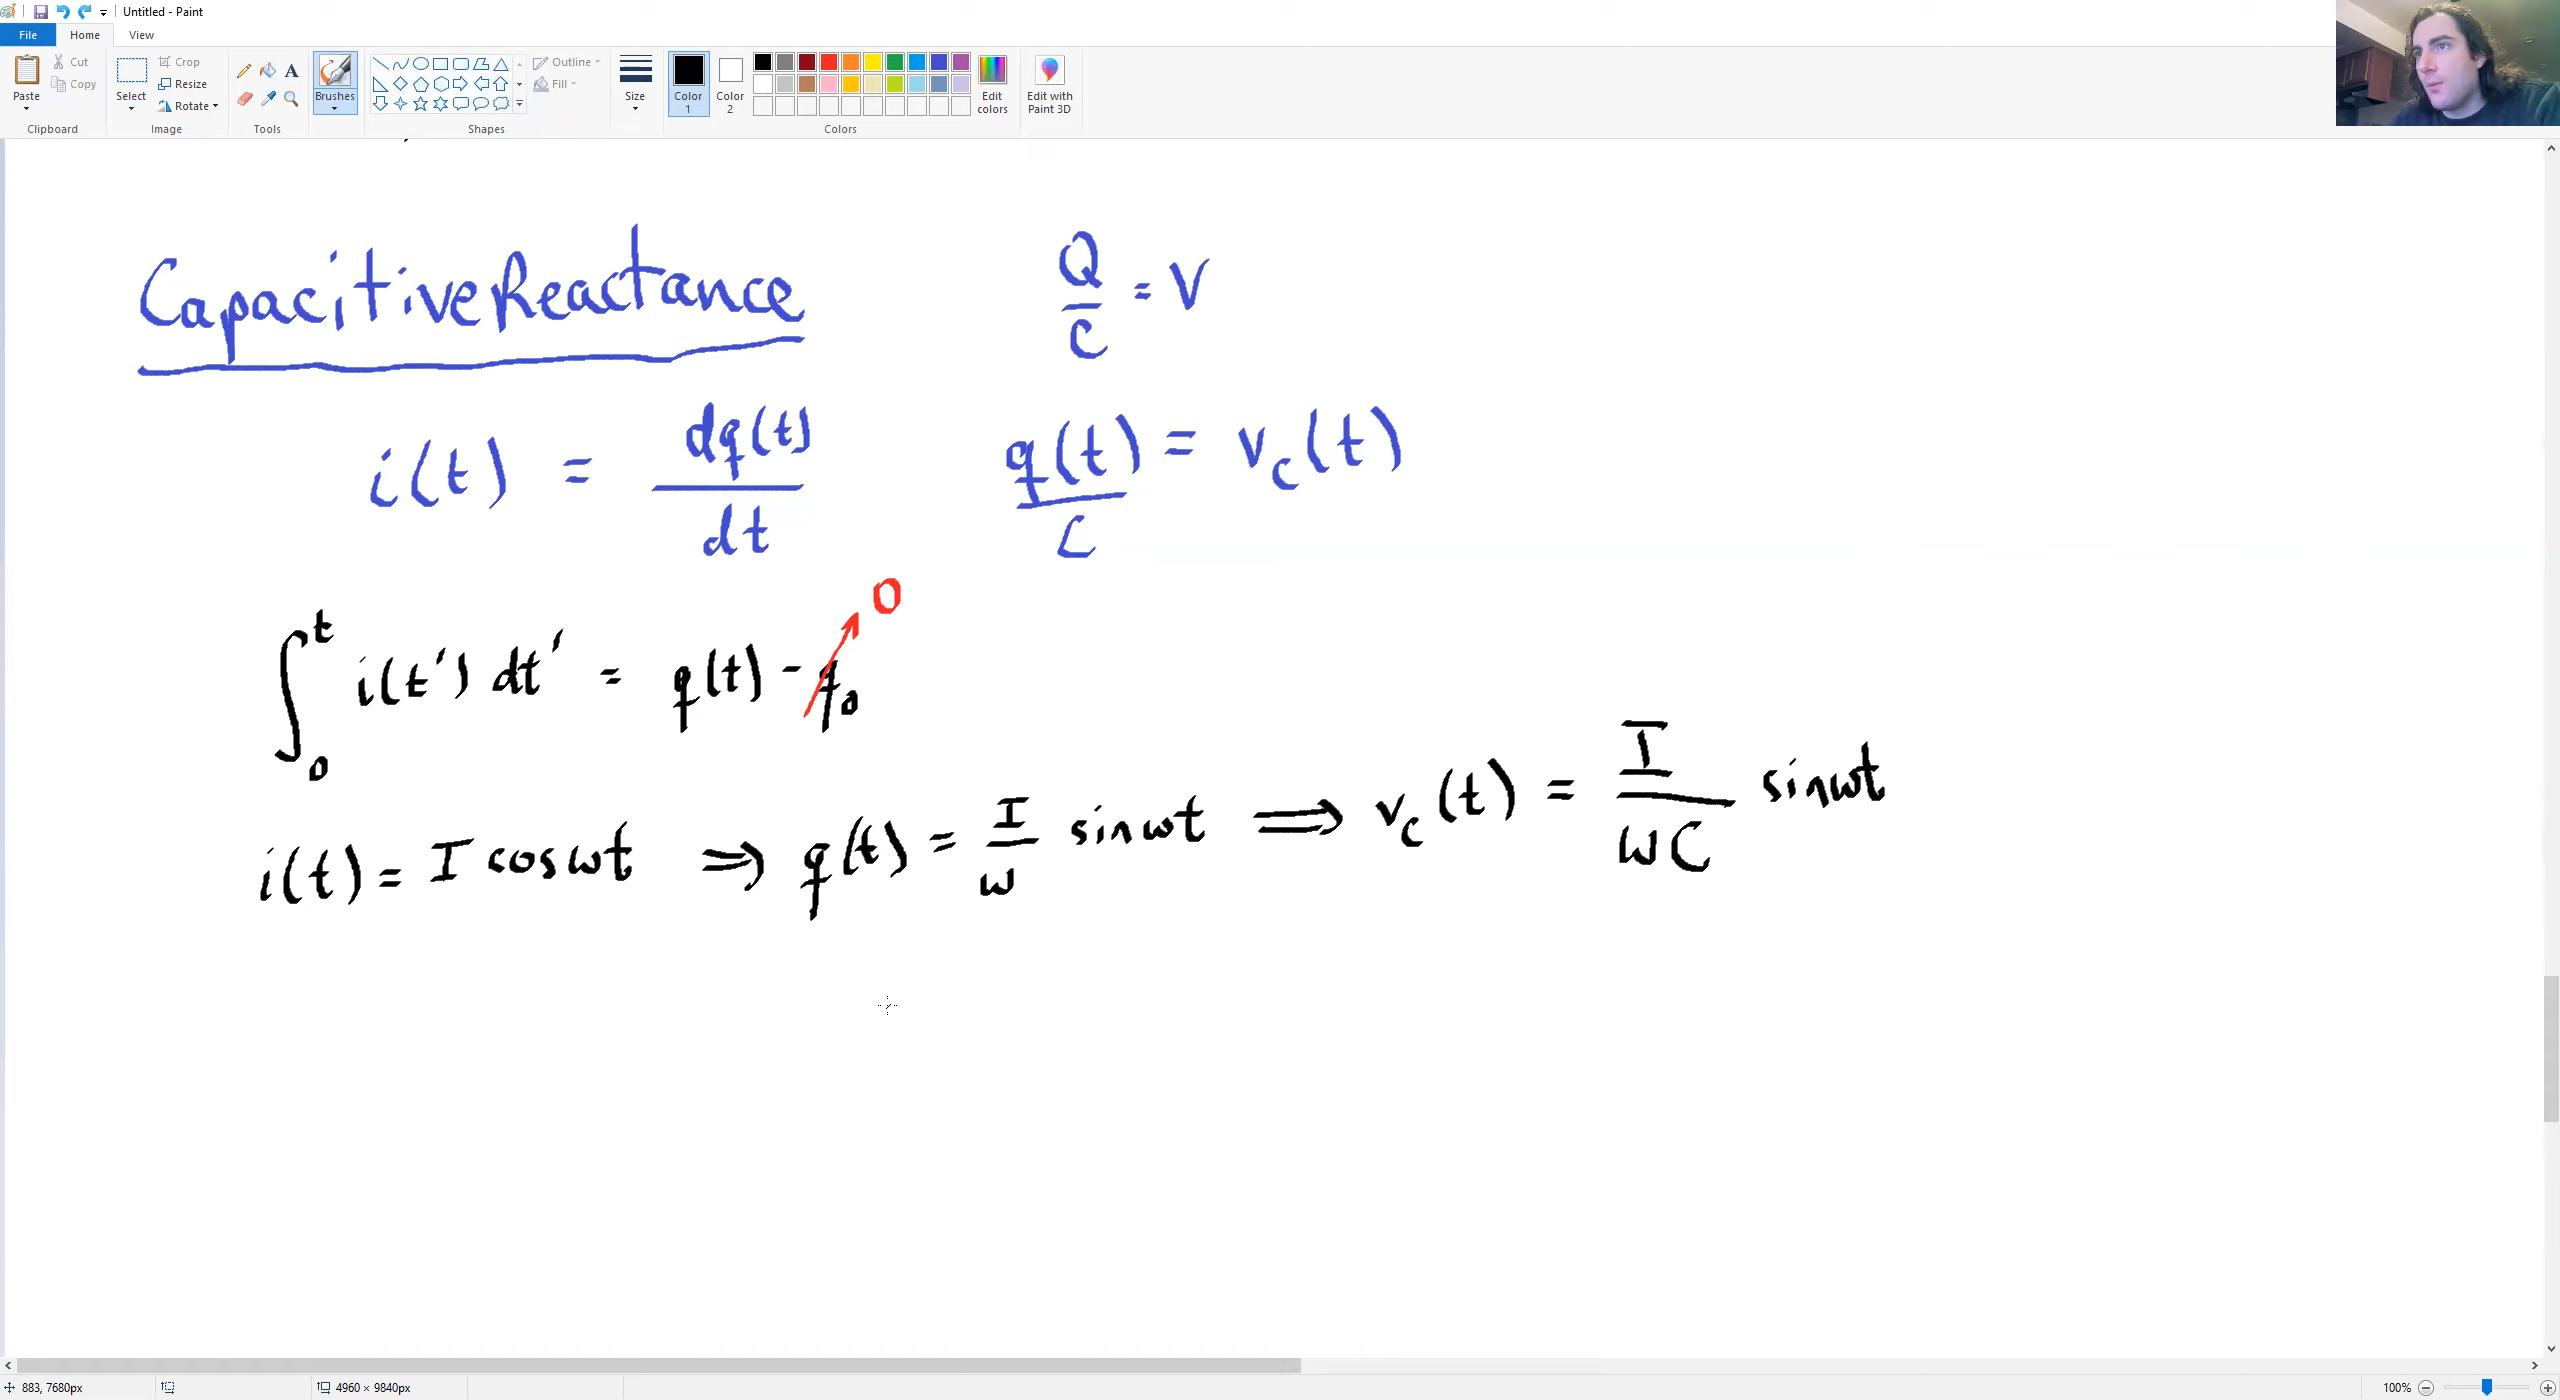 Untitled - Paint
File Home View
Paste
Cut
Copy
Clipboard
Select
Crop
Resize
Rotate
Image
Tools
Brushes
Shapes
Outline
Fill
Size
Color 1
Color 2
Colors
Edit colors
Edit with Paint 3D
Capacitive Reactance
Q/C = V
i(t) = dq(t)/dt
q(t)/C = v_c(t)
∫_0^t i(t′) dt′ = q(t) - q_0
0
i(t) = I cos ωt ⇒ q(t) = I/ω sin ωt ⟹ v_c(t) = I/ωC sin ωt
883, 7680px
4960 × 9840px
100%